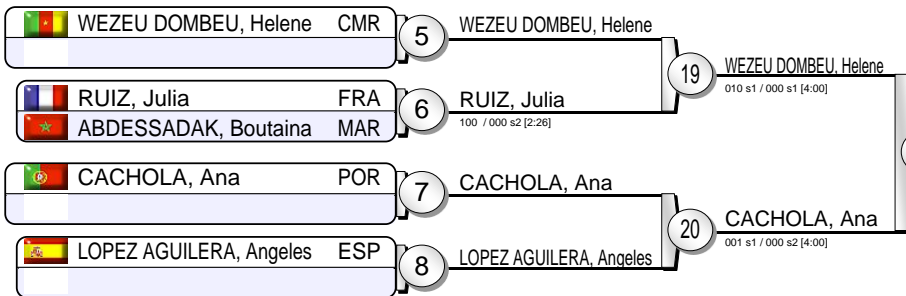 WEZEU DOMBEU, Helene CMR
5
WEZEU DOMBEU, Helene
19
WEZEU DOMBEU, Helene
010 s1 / 000 s1 [4:00]
RUIZ, Julia FRA
ABDESSADAK, Boutaina MAR
6
RUIZ, Julia
100 / 000 s2 [2:26]
CACHOLA, Ana POR
7
CACHOLA, Ana
20
CACHOLA, Ana
001 s1 / 000 s2 [4:00]
LOPEZ AGUILERA, Angeles ESP
8
LOPEZ AGUILERA, Angeles